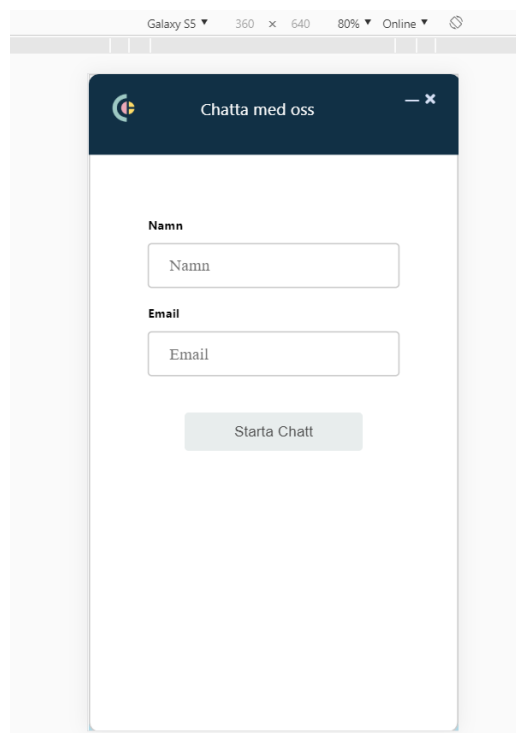 Galaxy S5 ▼ 360 × 640 80% ▼ Online ▼
Chatta med oss
Namn
Namn
Email
Email
Starta Chatt